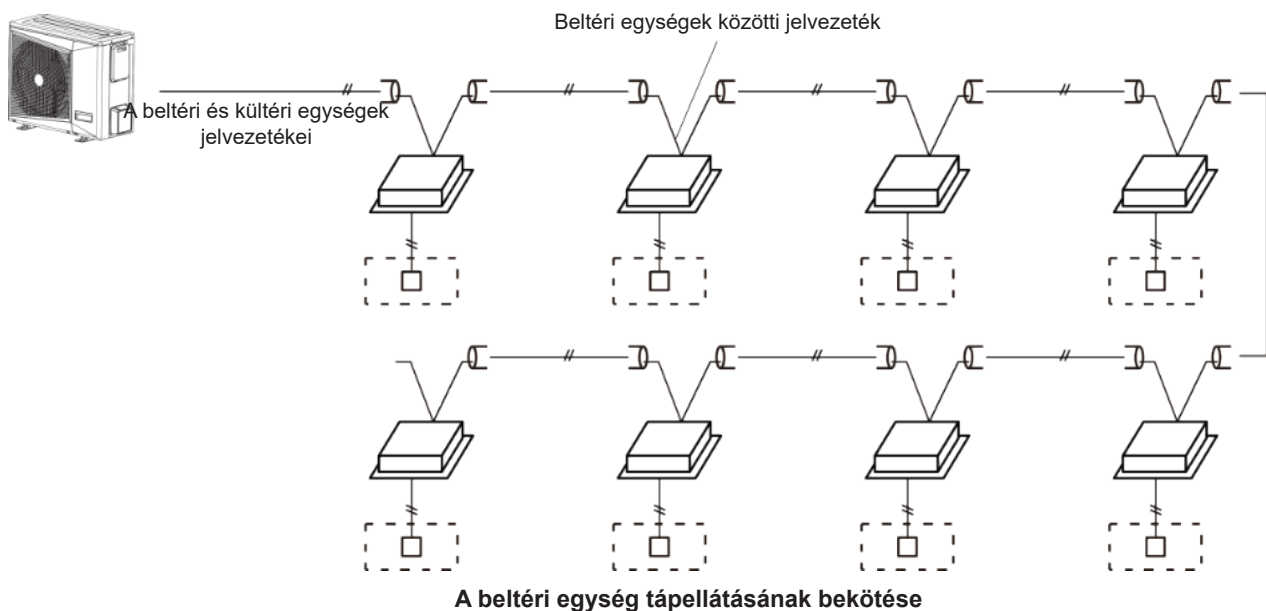 Beltéri egységek közötti jelvezeték
A beltéri és kültéri egységek
jelvezetékei
A beltéri egység tápellátásának bekötése